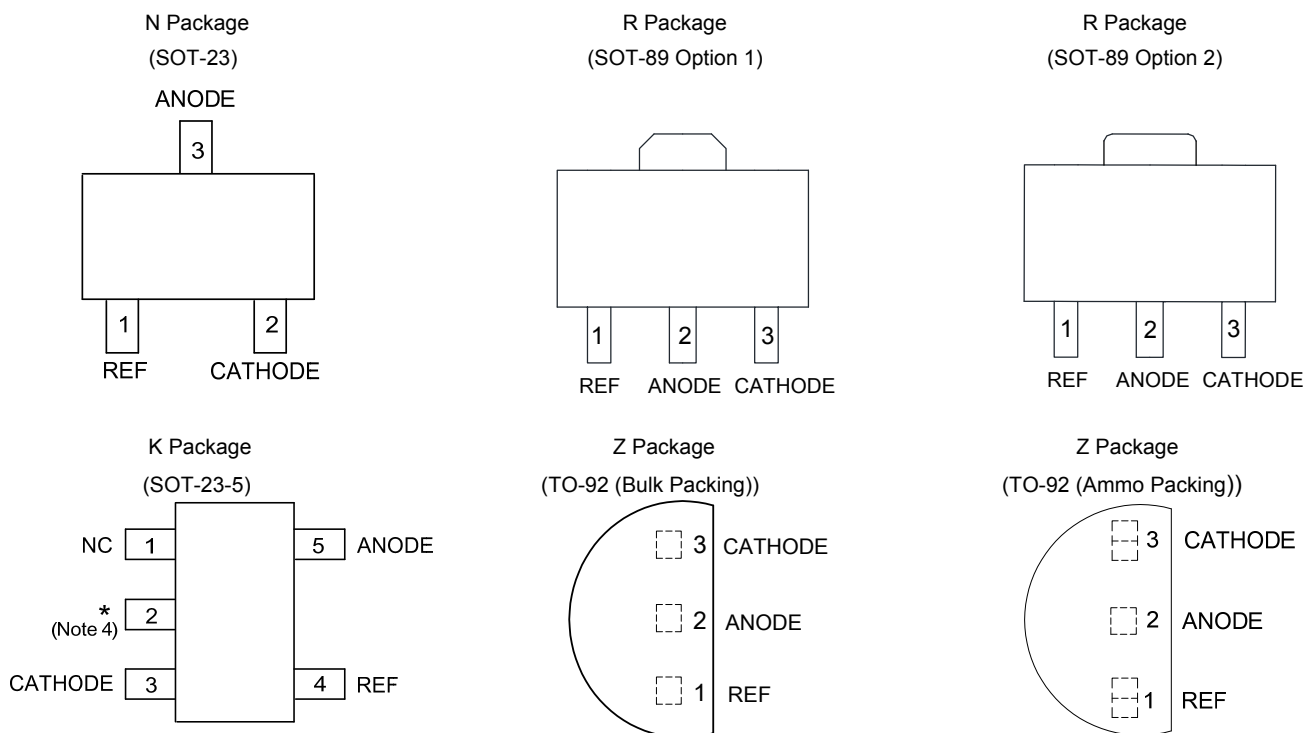 N Package
(SOT-23)
ANODE
3
1
2
REF
CATHODE
R Package
(SOT-89 Option 1)
1
2
3
REF
ANODE
CATHODE
R Package
(SOT-89 Option 2)
1
2
3
REF
ANODE
CATHODE
K Package
(SOT-23-5)
NC
1
5
ANODE
*
(Note 4)
2
CATHODE
3
4
REF
Z Package
(TO-92 (Bulk Packing))
3 CATHODE
2 ANODE
1 REF
Z Package
(TO-92 (Ammo Packing))
3 CATHODE
2 ANODE
1 REF